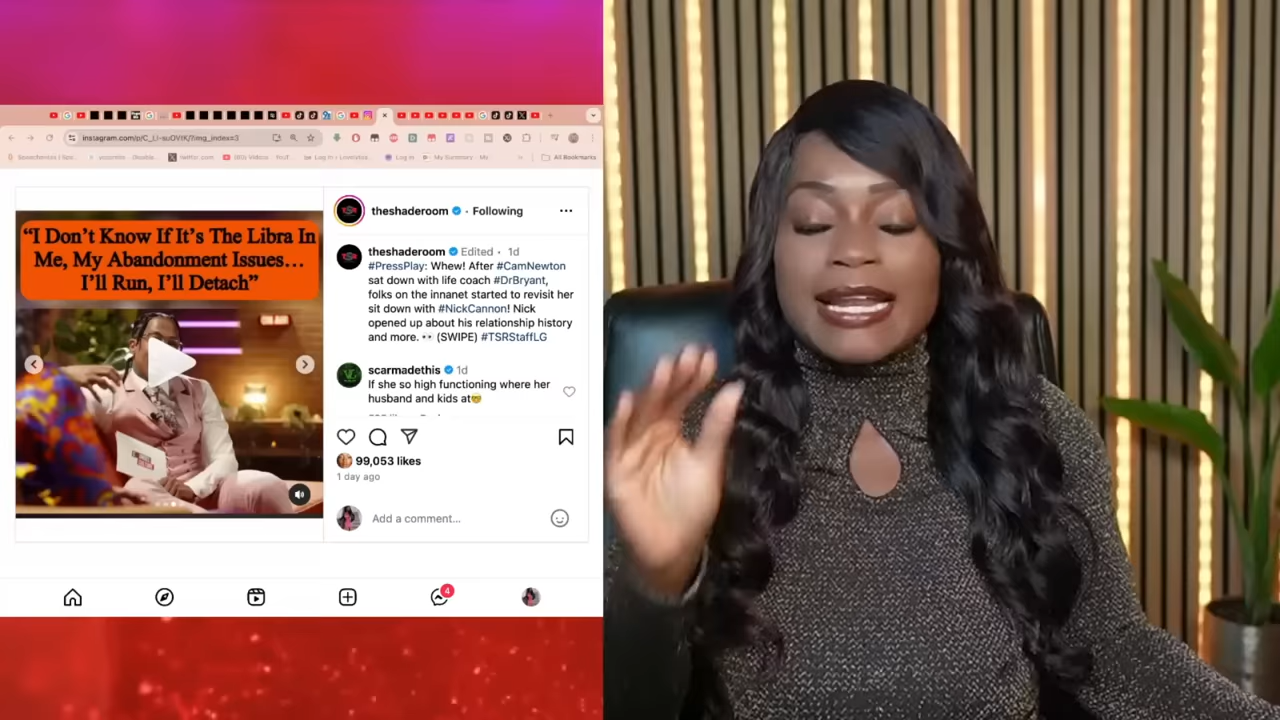 instagram.com/p/C_Li-suOVIK/?img_index=3
All Bookmarks
theshaderoom • Following
"I Don't Know If It's The Libra In
Me, My Abandonment Issues…
I'll Run, I'll Detach"
theshaderoom Edited • 1d
#PressPlay: Whew! After #CamNewton
sat down with life coach #DrBryant,
folks on the innanet started to revisit her
sit down with #NickCannon! Nick
opened up about his relationship history
and more. 👀 (SWIPE) #TSRStaffLG
scarmadethis 1d
If she so high functioning where her
husband and kids at🤓
99,053 likes
1 day ago
Add a comment...
4